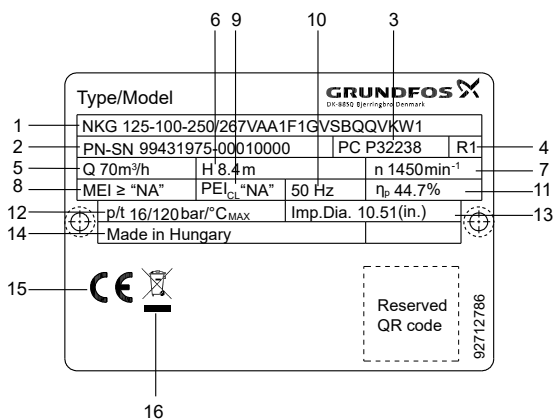 6 9 10 3
Type/Model
GRUNDFOS
DK-8850 Bjerringbro Denmark
1 NKG 125-100-250/267VAA1F1GVSBQQVKW1
2 PN-SN 99431975-00010000 PC P32238 R1 4
5 Q 70m³/h H 8.4m n 1450min⁻¹ 7
8 MEI ≥ “NA” PEICL“NA” 50 Hz ηp 44.7% 11
12 p/t 16/120bar/°CMAX Imp.Dia. 10.51(in.) 13
14 Made in Hungary
15 CE
Reserved
QR code
92712786
16